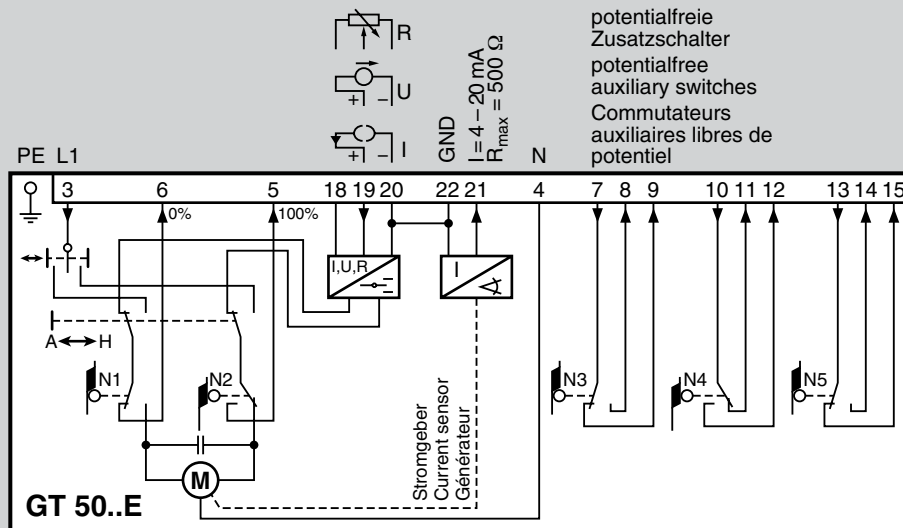 R
+ − U
+ − I
GND
I = 4 – 20 mA
Rmax = 500 Ω
potentialfreie
Zusatzschalter
potentialfree
auxiliary switches
Commutateurs
auxiliaires libres de
potentiel
PE L1 N
3 6 5 18 19 20 22 21 4 7 8 9 10 11 12 13 14 15
0% 100%
I,U,R I
A H
N1 N2 N3 N4 N5
Stromgeber
Current sensor
Générateur
M
GT 50..E